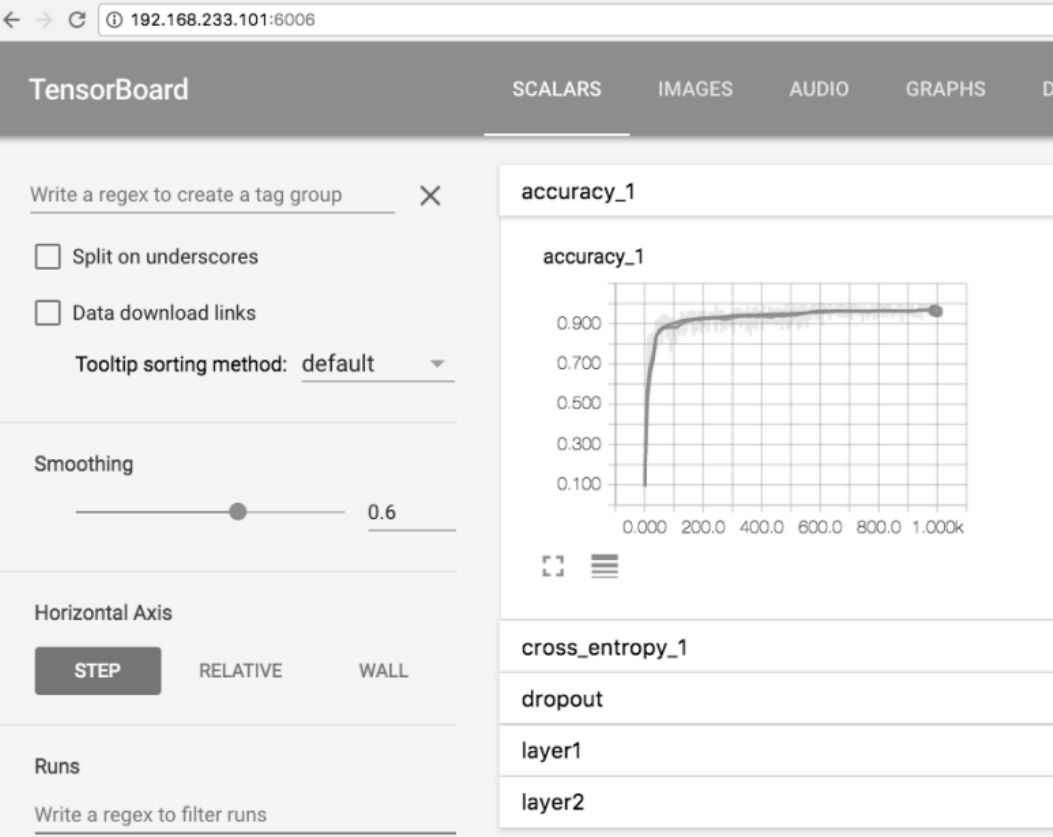 192.168.233.101:6006
TensorBoard
SCALARS IMAGES AUDIO GRAPHS D
Write a regex to create a tag group
Split on underscores
Data download links
Tooltip sorting method: default
Smoothing
0.6
Horizontal Axis
STEP RELATIVE WALL
Runs
Write a regex to filter runs
accuracy_1
accuracy_1
0.900
0.700
0.500
0.300
0.100
0.000 200.0 400.0 600.0 800.0 1.000k
cross_entropy_1
dropout
layer1
layer2